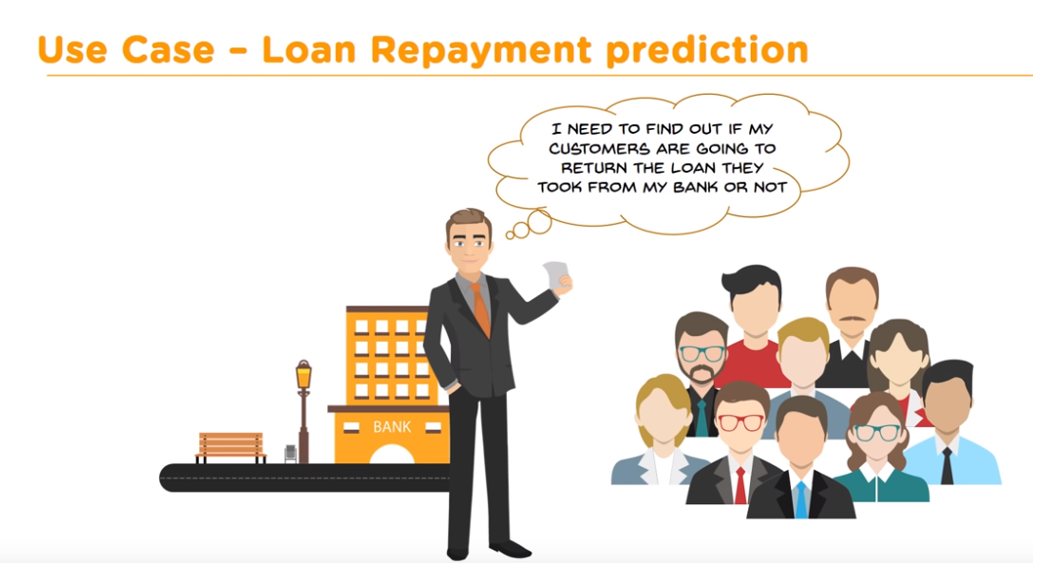 Use Case – Loan Repayment prediction
I NEED TO FIND OUT IF MY
CUSTOMERS ARE GOING TO
RETURN THE LOAN THEY
TOOK FROM MY BANK OR NOT
BANK